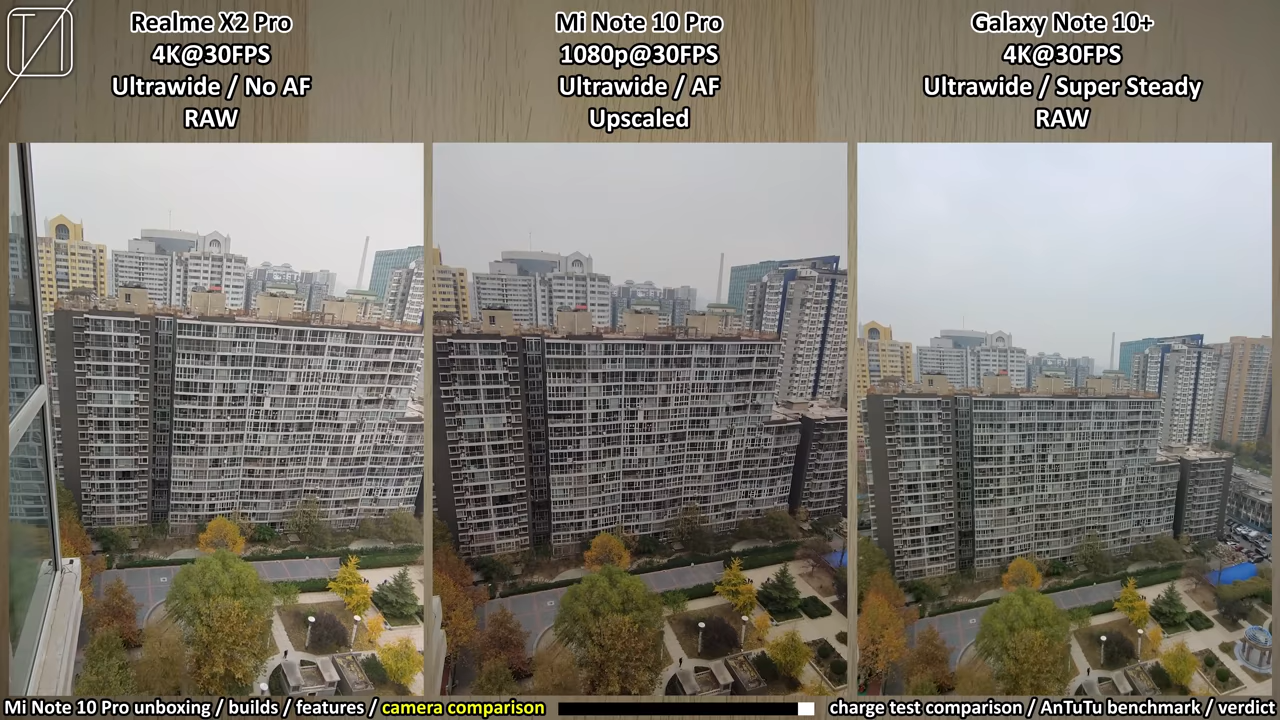 Realme X2 Pro
4K@30FPS
Ultrawide / No AF
RAW
Mi Note 10 Pro
1080p@30FPS
Ultrawide / AF
Upscaled
Galaxy Note 10+
4K@30FPS
Ultrawide / Super Steady
RAW
Mi Note 10 Pro unboxing / builds / features / camera comparison
charge test comparison / AnTuTu benchmark / verdict